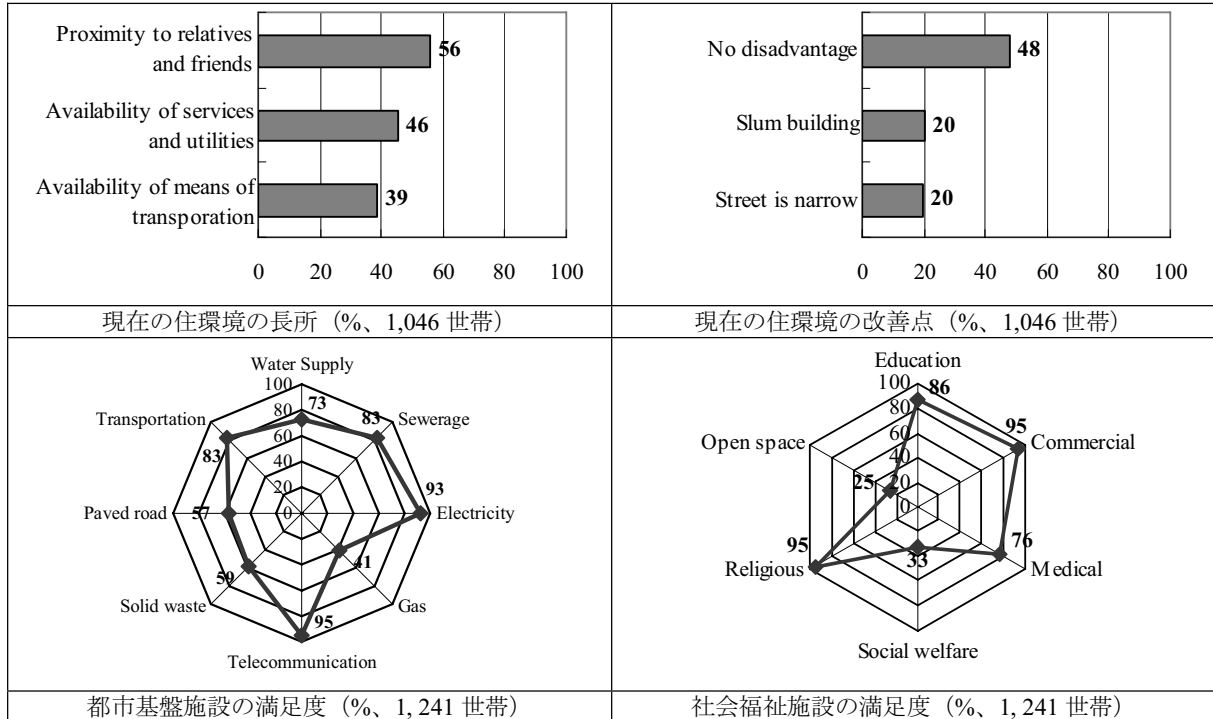 Proximity to relatives
and friends
56
Availability of services
and utilities
46
Availability of means of
transporation
39
0 20 40 60 80 100
現在の住環境の長所（%、1,046 世帯）
No disadvantage
48
Slum building
20
Street is narrow
20
0 20 40 60 80 100
現在の住環境の改善点（%、1,046 世帯）
Water Supply
100
80
60
40
20
0
73
Sewerage
83
Electricity
93
Gas
41
Telecommunication
95
Solid waste
59
Paved road
57
Transportation
83
都市基盤施設の満足度（%、1, 241 世帯）
Education
100
80
60
40
20
0
86
Commercial
95
Medical
76
Social welfare
33
Religious
95
Open space
25
社会福祉施設の満足度（%、1, 241 世帯）